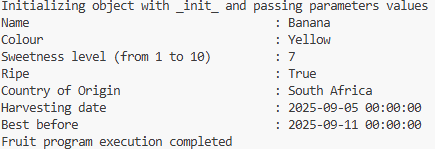 Initializing object with _init_ and passing parameters values
Name                                  : Banana
Colour                                : Yellow
Sweetness level (from 1 to 10)        : 7
Ripe                                  : True
Country of Origin                     : South Africa
Harvesting date                       : 2025-09-05 00:00:00
Best before                           : 2025-09-11 00:00:00
Fruit program execution completed